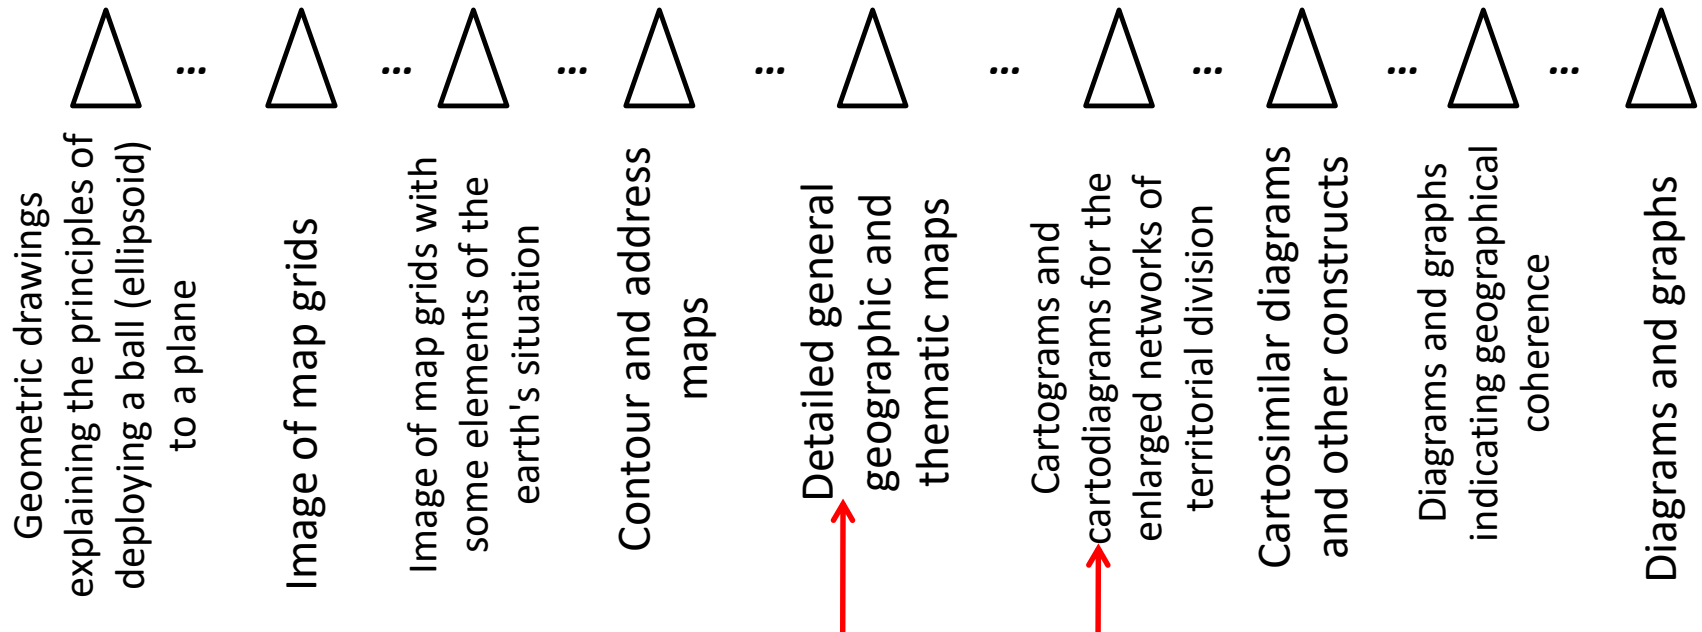 ... ... ... ... ... ... ... ...
Geometric drawings
explaining the principles of
deploying a ball (ellipsoid)
to a plane
Image of map grids
Image of map grids with
some elements of the
earth's situation
Contour and address
maps
Detailed general
geographic and
thematic maps
Cartograms and
cartodiagrams for the
enlarged networks of
territorial division
Cartosimilar diagrams
and other constructs
Diagrams and graphs
indicating geographical
coherence
Diagrams and graphs